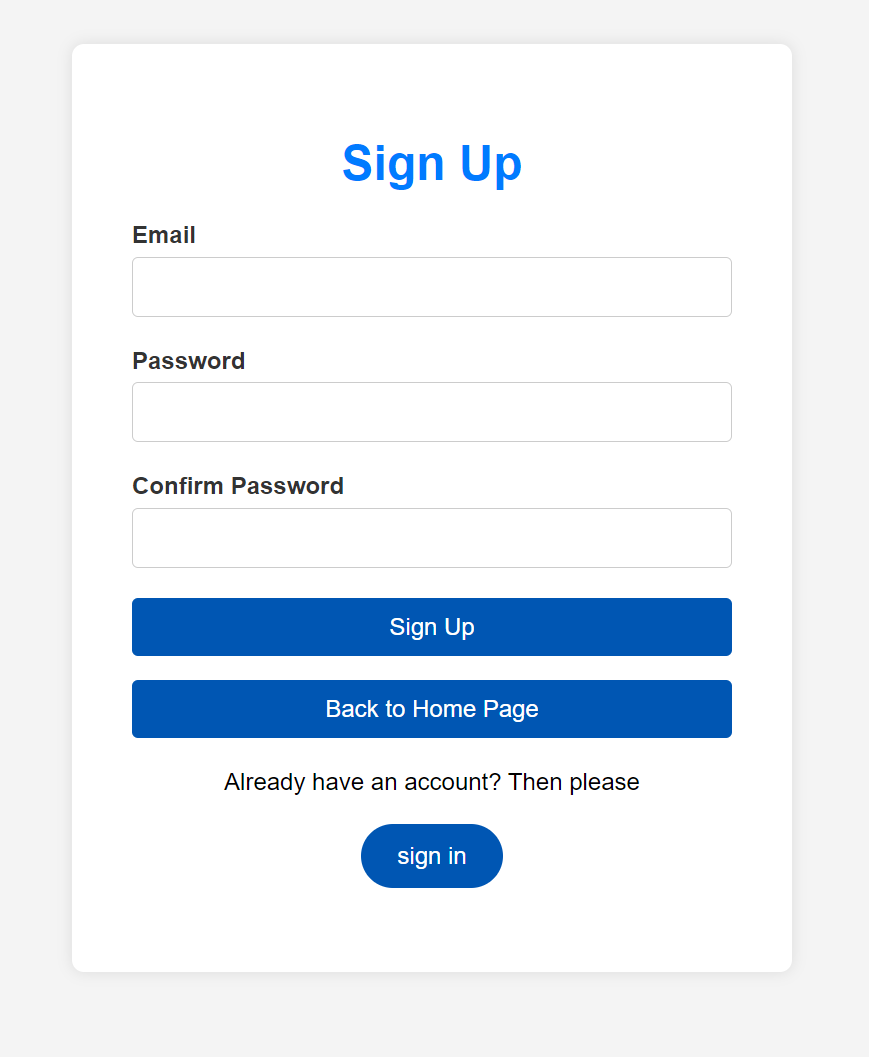 Sign Up
Email
Password
Confirm Password
Sign Up
Back to Home Page
Already have an account? Then please
sign in